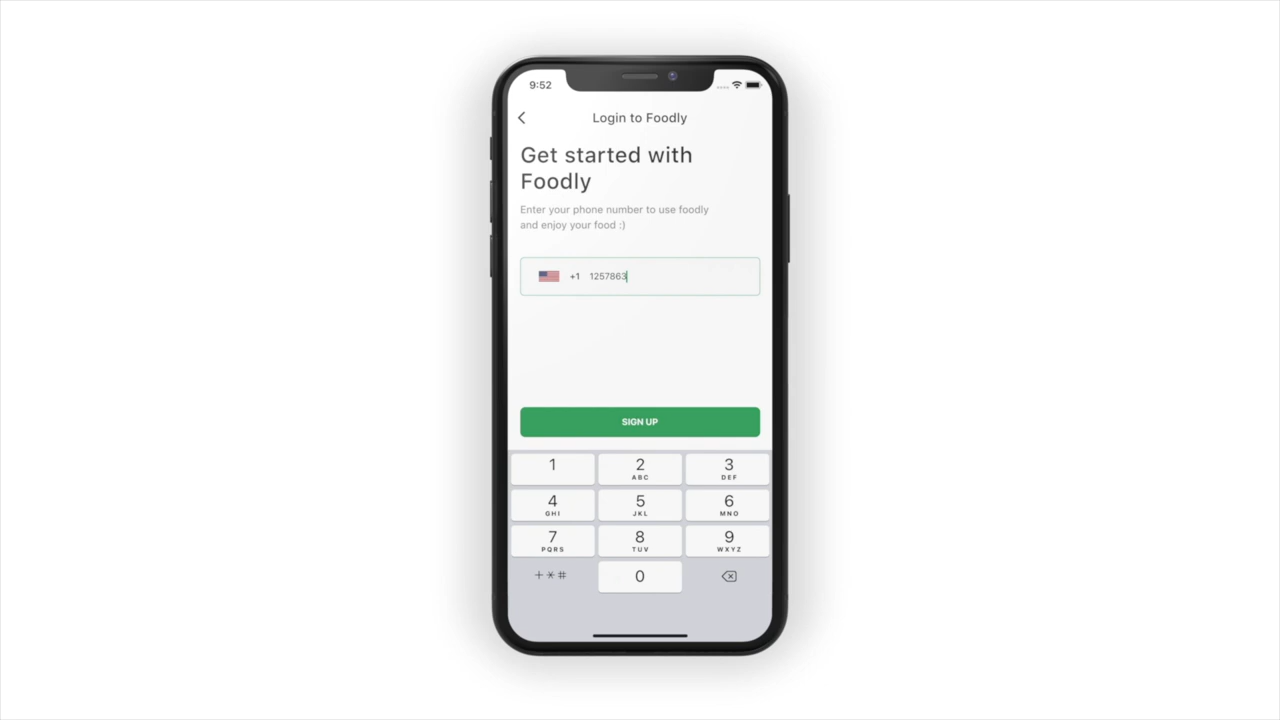 9:52
Login to Foodly
Get started with
Foodly
Enter your phone number to use foodly
and enjoy your food :)
+1 1257863
SIGN UP
1 2 3
ABC DEF
4 5 6
GHI JKL MNO
7 8 9
PQRS TUV WXYZ
+*# 0